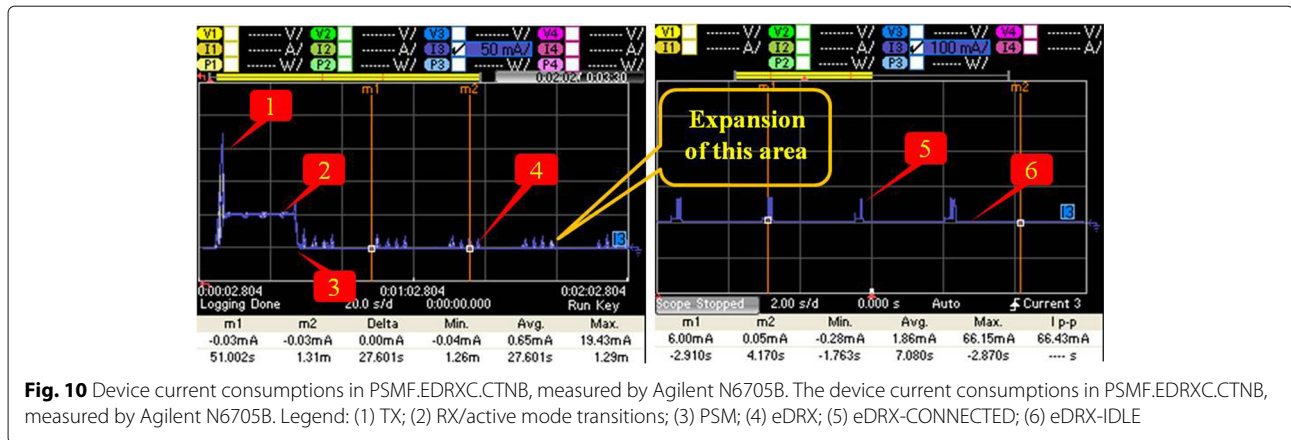 V1 ----- V/ V2 ----- V/ V3 ----- V/ V4 ----- V/
I1 ----- A/ I2 ----- A/ I3 50 mA/ I4 ----- A/
P1 ----- W/ P2 ----- W/ P3 ----- W/
0:02:02 0:03:30
m1 m2
1
2
4
3
I3
0:00:02.804 0:01:02.804 0:02:02.804
Logging Done 20.0 s/d 0:00:00.000 Run Key
m1 m2 Delta Min. Avg. Max.
-0.03mA -0.03mA 0.00mA -0.04mA 0.65mA 19.43mA
51.002s 1.31m 27.601s 1.26m 27.601s 1.29m
Expansion
of this area
V1 ----- V/ V2 ----- V/ V3 ----- V/ V4 ----- V/
I1 ----- A/ I2 ----- A/ I3 100 mA/ I4 ----- A/
P1 ----- W/ P2 ----- W/ P3 ----- W/
m2
5
6
I3
Scope Stopped 2.00 s/d 0.000 s Auto Current 3
m1 m2 Min. Avg. Max. I p-p
6.00mA 0.05mA -0.28mA 1.86mA 66.15mA 66.43mA
-2.910s 4.170s -1.763s 7.080s -2.870s ---- s
Fig. 10 Device current consumptions in PSMF.EDRXC.CTNB, measured by Agilent N6705B. The device current consumptions in PSMF.EDRXC.CTNB,
measured by Agilent N6705B. Legend: (1) TX; (2) RX/active mode transitions; (3) PSM; (4) eDRX; (5) eDRX-CONNECTED; (6) eDRX-IDLE